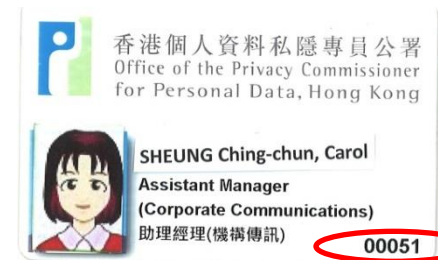 香港個人資料私隱專員公署
Office of the Privacy Commissioner
for Personal Data, Hong Kong
SHEUNG Ching-chun, Carol
Assistant Manager
(Corporate Communications)
助理經理(機構傳訊)
00051